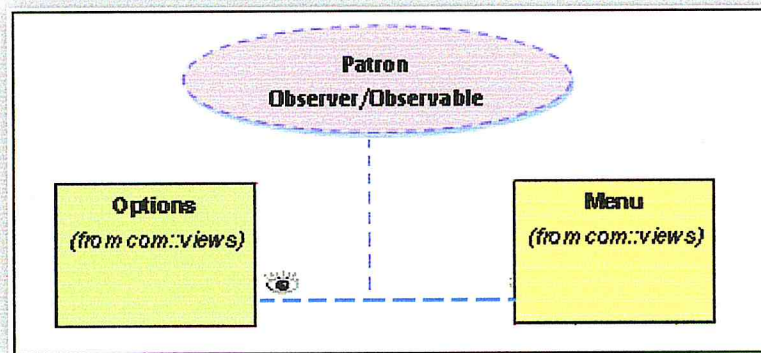 Patron
Observer/Observable
Options
(from com::views)
Menu
(from com::views)